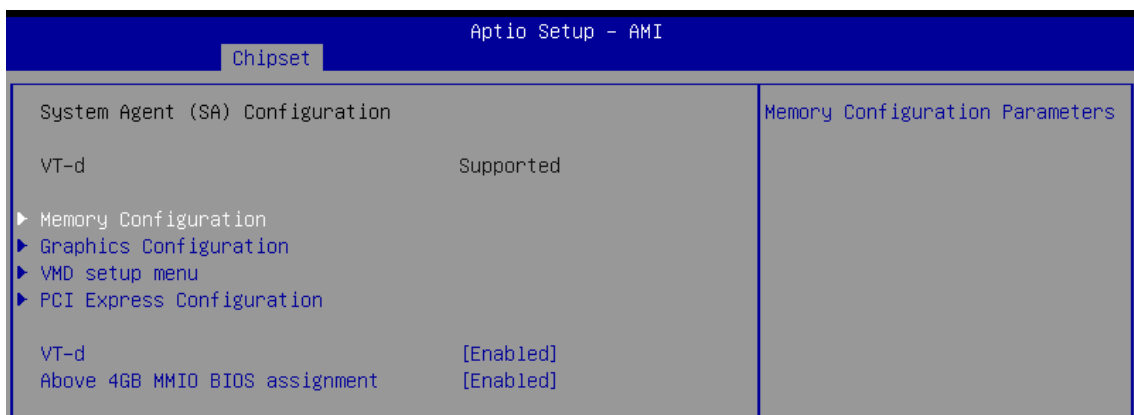 Aptio Setup – AMI
Chipset
System Agent (SA) Configuration
Memory Configuration Parameters
VT-d Supported
Memory Configuration
Graphics Configuration
VMD setup menu
PCI Express Configuration
VT-d [Enabled]
Above 4GB MMIO BIOS assignment [Enabled]